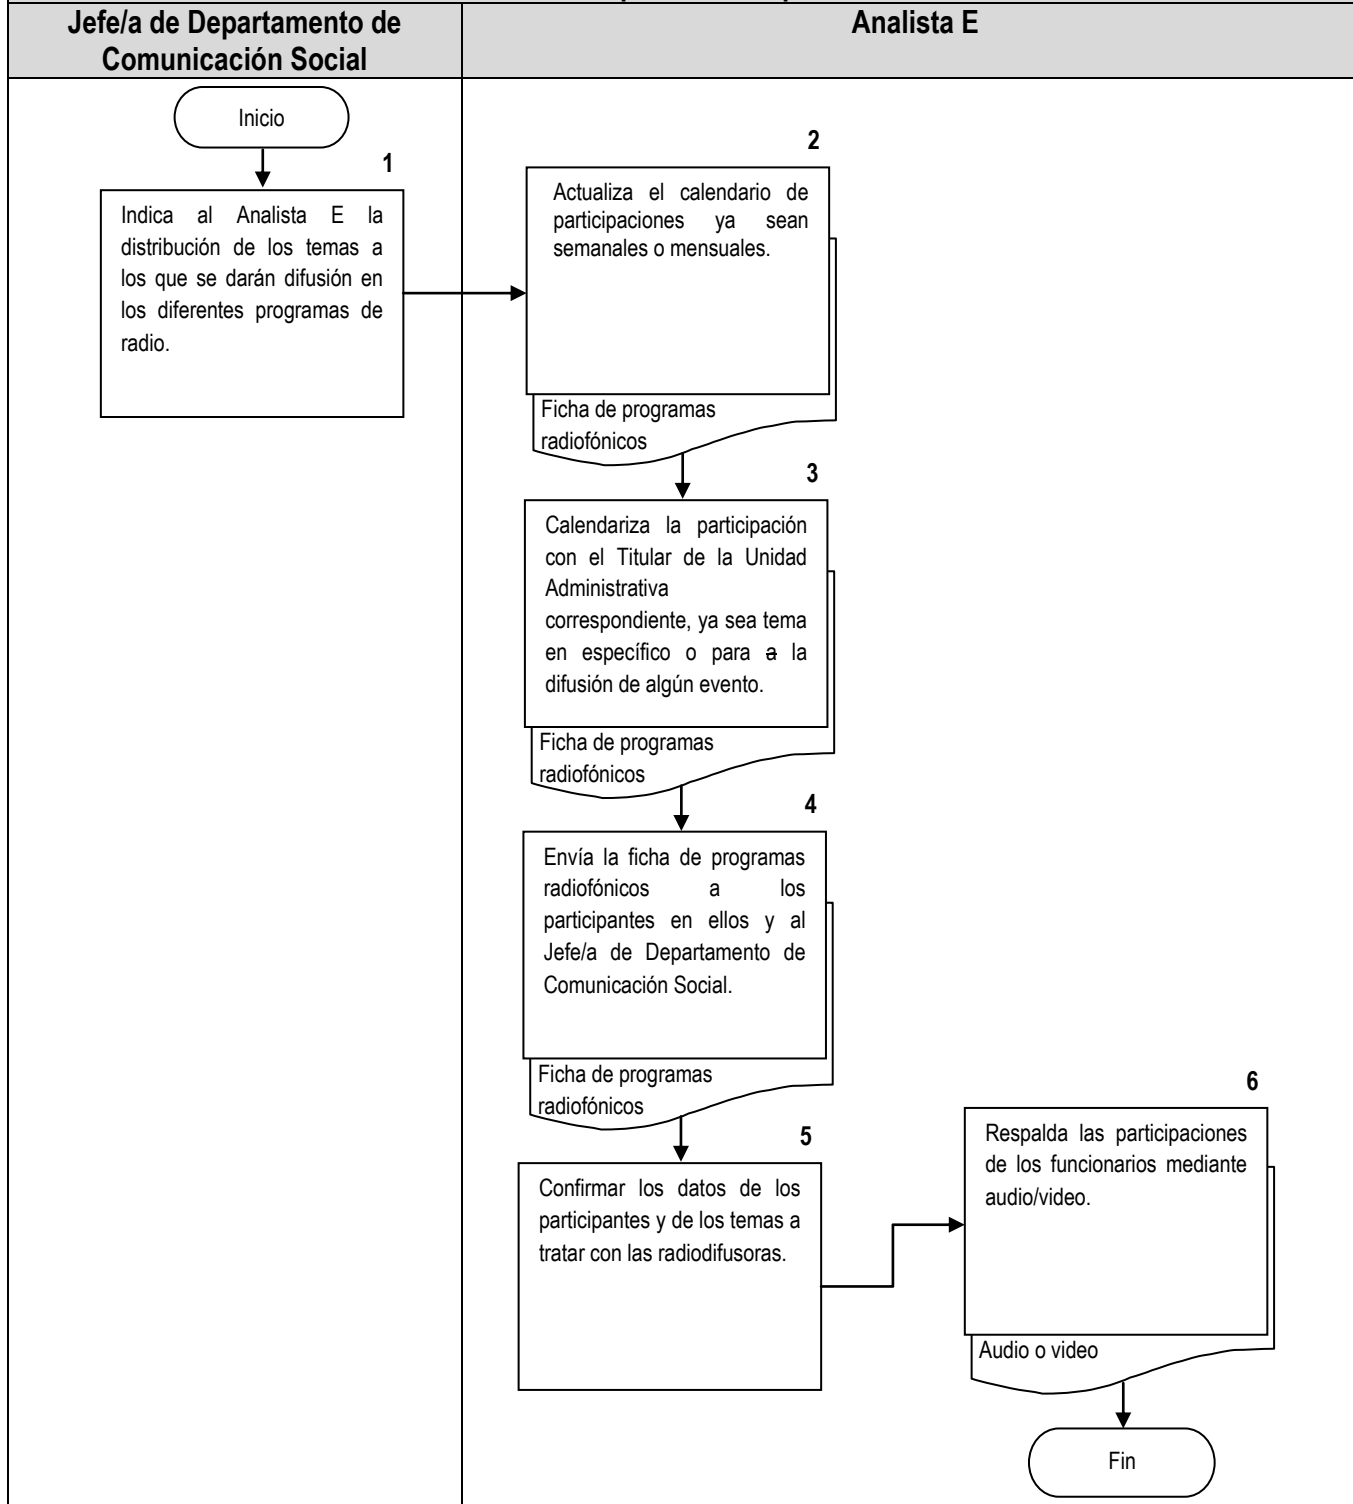 Jefe/a de Departamento de
Comunicación Social
Analista E
Inicio
1
Indica al Analista E la
distribución de los temas a
los que se darán difusión en
los diferentes programas de
radio.
2
Actualiza el calendario de
participaciones ya sean
semanales o mensuales.
Ficha de programas
radiofónicos
3
Calendariza la participación
con el Titular de la Unidad
Administrativa
correspondiente, ya sea tema
en específico o para a la
difusión de algún evento.
Ficha de programas
radiofónicos
4
Envía la ficha de programas
radiofónicos a los
participantes en ellos y al
Jefe/a de Departamento de
Comunicación Social.
Ficha de programas
radiofónicos
5
Confirmar los datos de los
participantes y de los temas a
tratar con las radiodifusoras.
6
Respalda las participaciones
de los funcionarios mediante
audio/video.
Audio o video
Fin